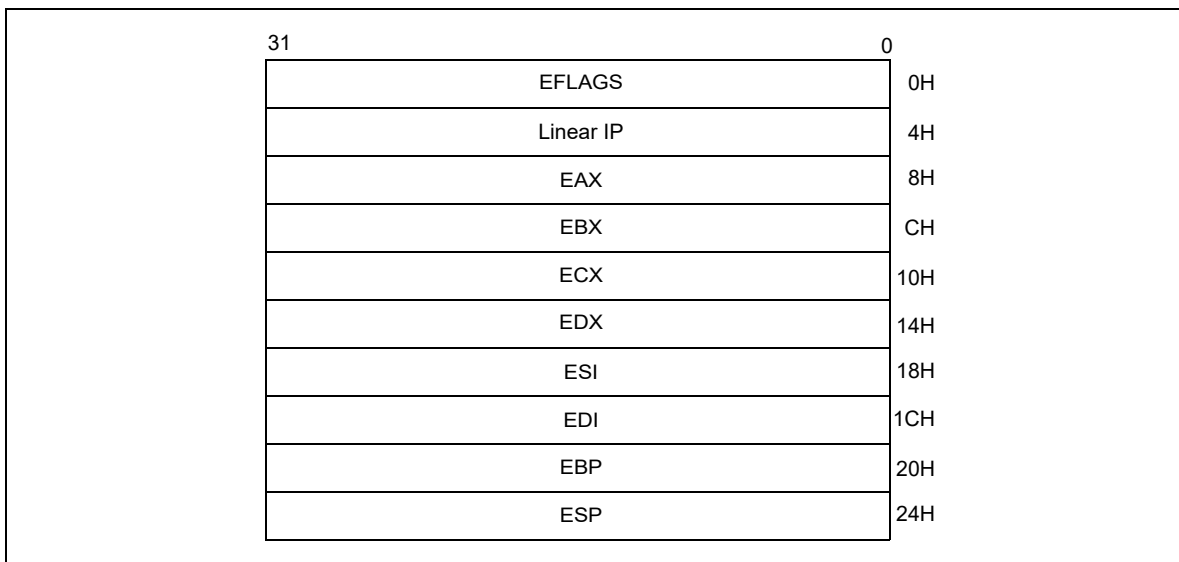 31 0
EFLAGS 0H
Linear IP 4H
EAX 8H
EBX CH
ECX 10H
EDX 14H
ESI 18H
EDI 1CH
EBP 20H
ESP 24H